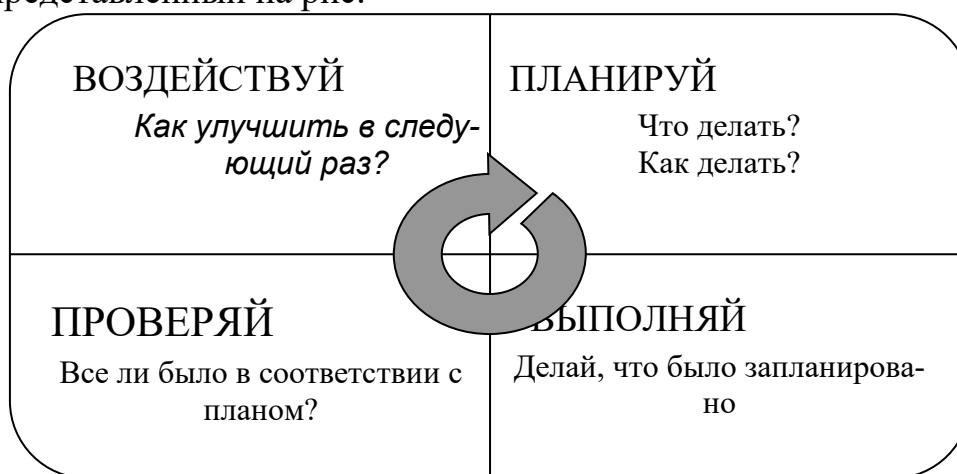 представленный на рис.
ВОЗДЕЙСТВУЙ
Как улучшить в следу-
ющий раз?
ПЛАНИРУЙ
Что делать?
Как делать?
ПРОВЕРЯЙ
Все ли было в соответствии с
планом?
ВЫПОЛНЯЙ
Делай, что было запланирова-
но